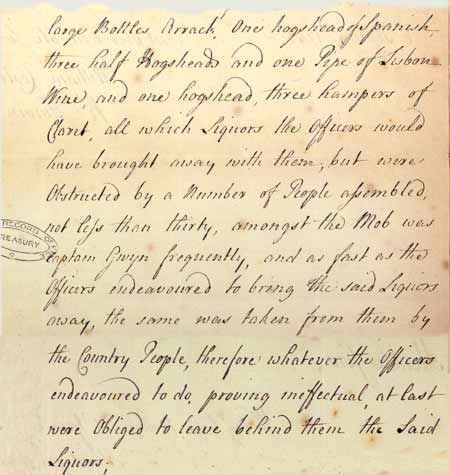 large Bottles Arrack, One hogshead of Spanish
three half Hogsheads and one Pipe of Lisbon
Wine, and one hogshead, three hampers of
Claret, all which Liquors the Officers would
have brought away with them, but were
Obstructed by a Number of People assembled,
not less than thirty, amongst the Mob was
Captain Gwyn frequently, and as fast as the
Officers endeavoured to bring the said Liquors
away, the same was taken from them by
the Country People, therefore whatever the Officers
endeavoured to do, proving ineffectual, at last
were Obliged to leave behind them the Said
Liquors;
RECORD OFF
TREASURY